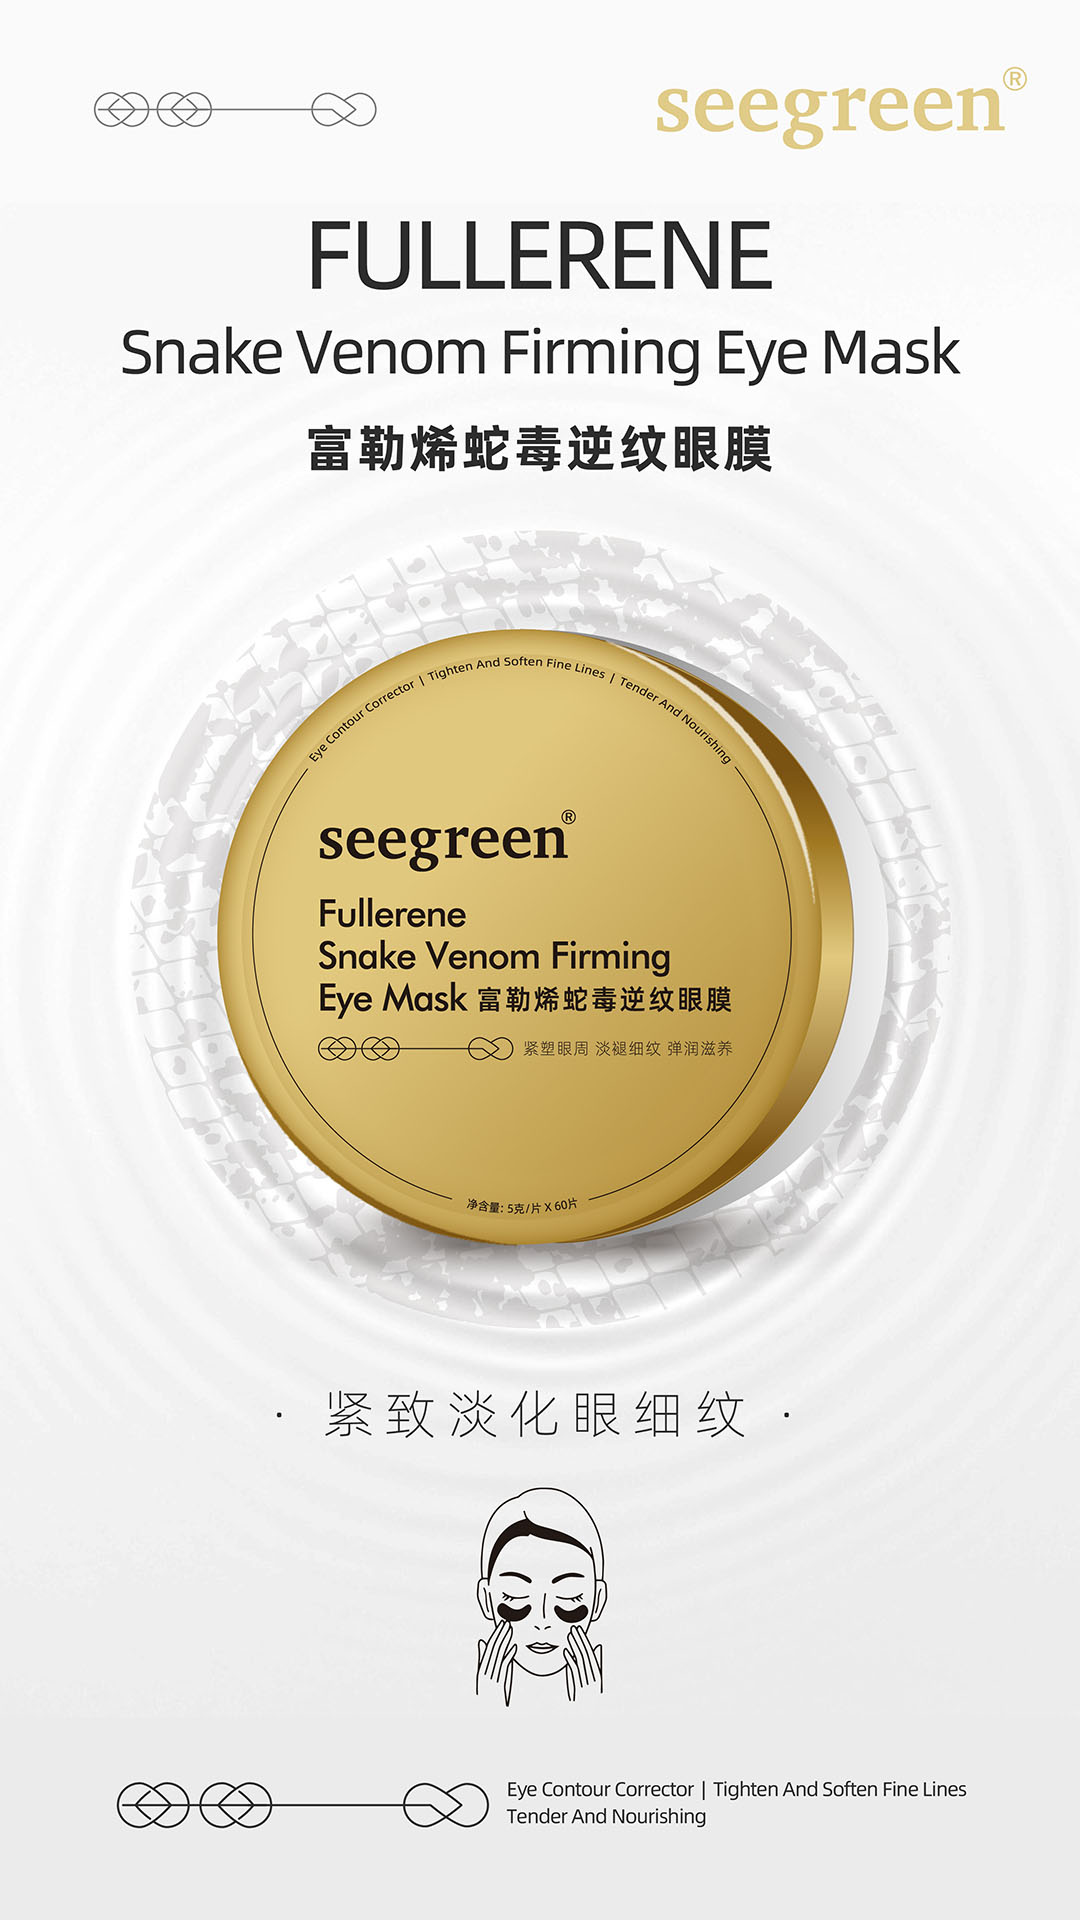 seegreen®
FULLERENE
Snake Venom Firming Eye Mask
富勒烯蛇毒逆纹眼膜
Eye Contour Corrector | Tighten And Soften Fine Lines | Tender And Nourishing
seegreen®
Fullerene
Snake Venom Firming
Eye Mask 富勒烯蛇毒逆纹眼膜
紧塑眼周 淡褪细纹 弹润滋养
净含量: 5克/片 X 60片
· 紧致淡化眼细纹 ·
Eye Contour Corrector | Tighten And Soften Fine Lines
Tender And Nourishing